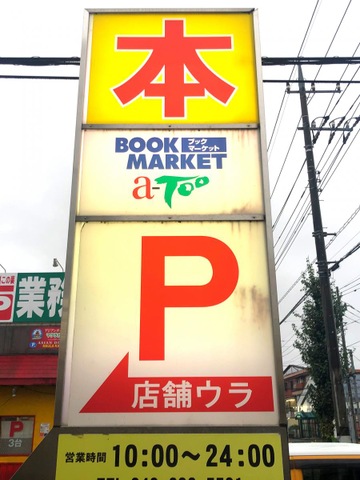 本
BOOK ブック
MARKET マーケット
a-Too
P
店舗ウラ
営業時間 10:00〜24:00
業務
P
3台